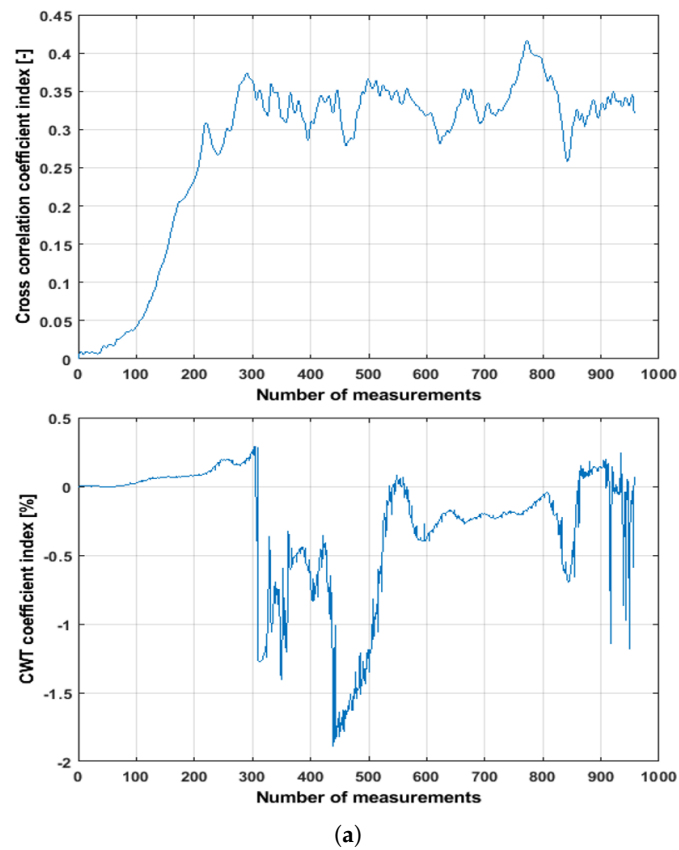 Cross correlation coefficient index [-]
0.45
0.4
0.35
0.3
0.25
0.2
0.15
0.1
0.05
0
0 100 200 300 400 500 600 700 800 900 1000
Number of measurements
CWT coefficient index [%]
0.5
0
-0.5
-1
-1.5
-2
0 100 200 300 400 500 600 700 800 900 1000
Number of measurements
(a)